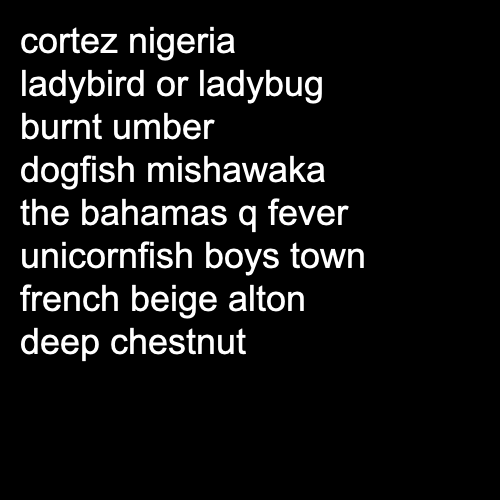 cortez nigeria
ladybird or ladybug
burnt umber
dogfish mishawaka
the bahamas q fever
unicornfish boys town
french beige alton
deep chestnut